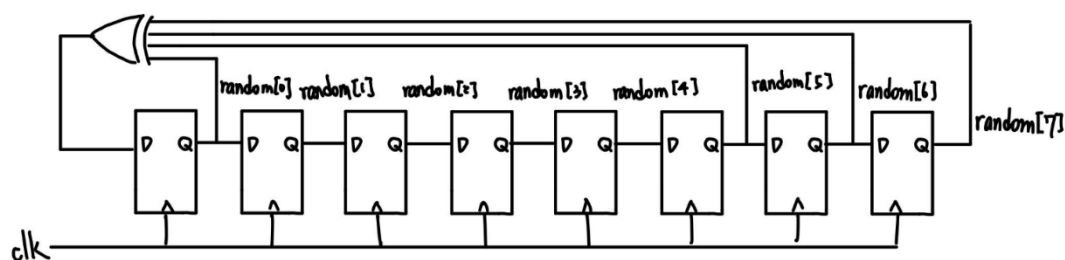 random[0] random[1] random[2] random[3] random[4] random[5] random[6]
random[7]
D Q D Q D Q D Q D Q D Q D Q D Q
clk